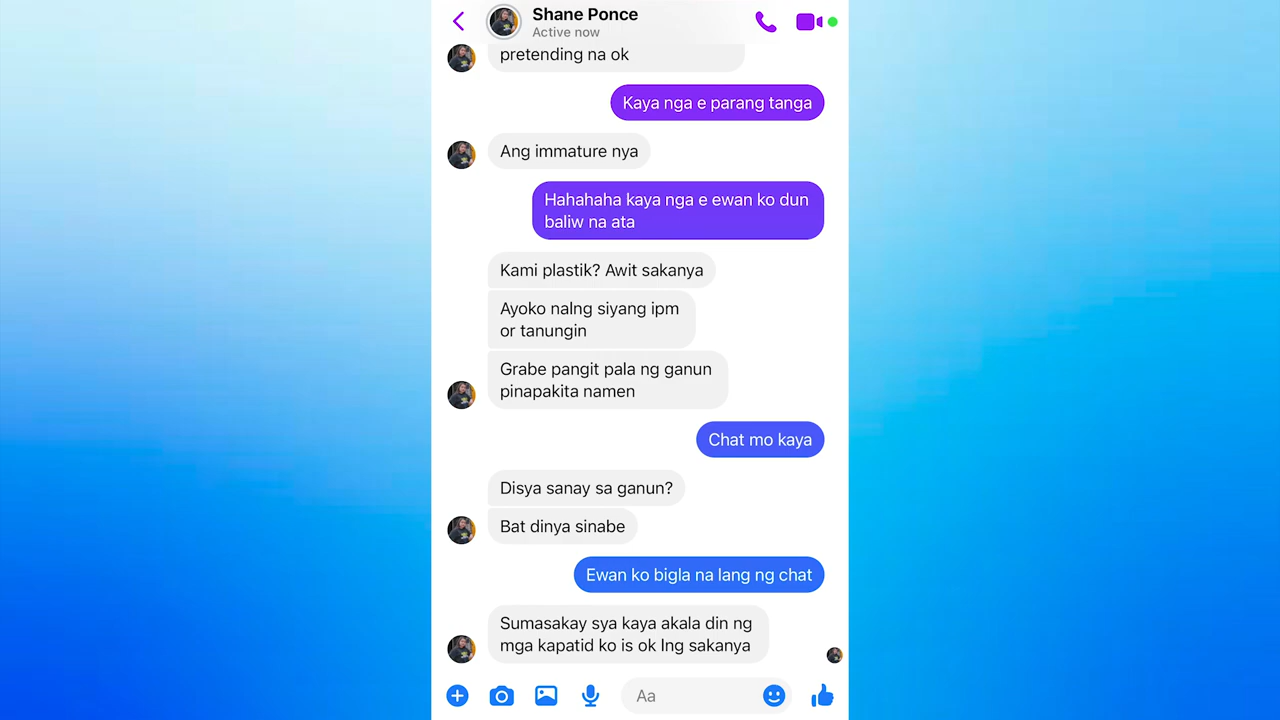 Shane Ponce
Active now
pretending na ok
Kaya nga e parang tanga
Ang immature nya
Hahahaha kaya nga e ewan ko dun
baliw na ata
Kami plastik? Awit sakanya
Ayoko nalng siyang ipm
or tanungin
Grabe pangit pala ng ganun
pinapakita namen
Chat mo kaya
Disya sanay sa ganun?
Bat dinya sinabe
Ewan ko bigla na lang ng chat
Sumasakay sya kaya akala din ng
mga kapatid ko is ok lng sakanya
Aa